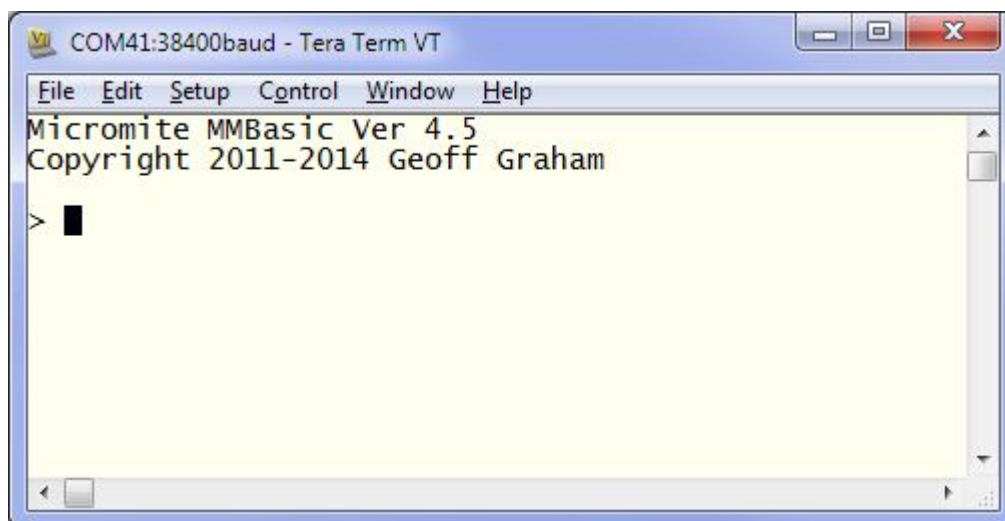 COM41:38400baud - Tera Term VT
File Edit Setup Control Window Help
Micromite MMBasic Ver 4.5
Copyright 2011-2014 Geoff Graham
>